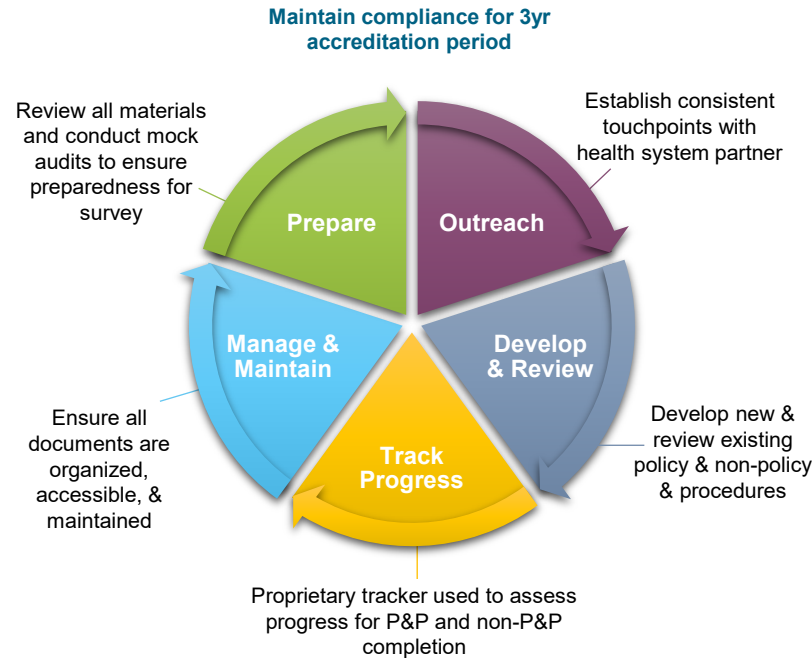 Maintain compliance for 3yr
accreditation period
Review all materials
and conduct mock
audits to ensure
preparedness for
survey
Establish consistent
touchpoints with
health system partner
Prepare
Outreach
Manage &
Maintain
Develop
& Review
Track
Progress
Ensure all
documents are
organized,
accessible, &
maintained
Develop new &
review existing
policy & non-policy
& procedures
Proprietary tracker used to assess
progress for P&P and non-P&P
completion